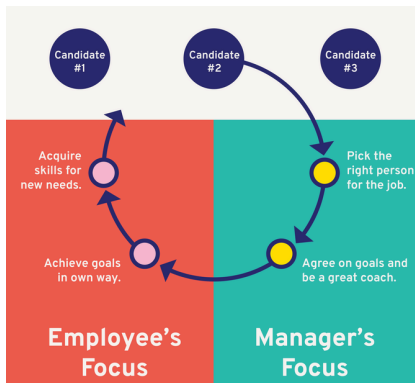 Candidate
#1
Candidate
#2
Candidate
#3
Acquire
skills for
new needs.
Pick the
right person
for the job.
Achieve goals
in own way.
Agree on goals and
be a great coach.
Employee's
Focus
Manager's
Focus